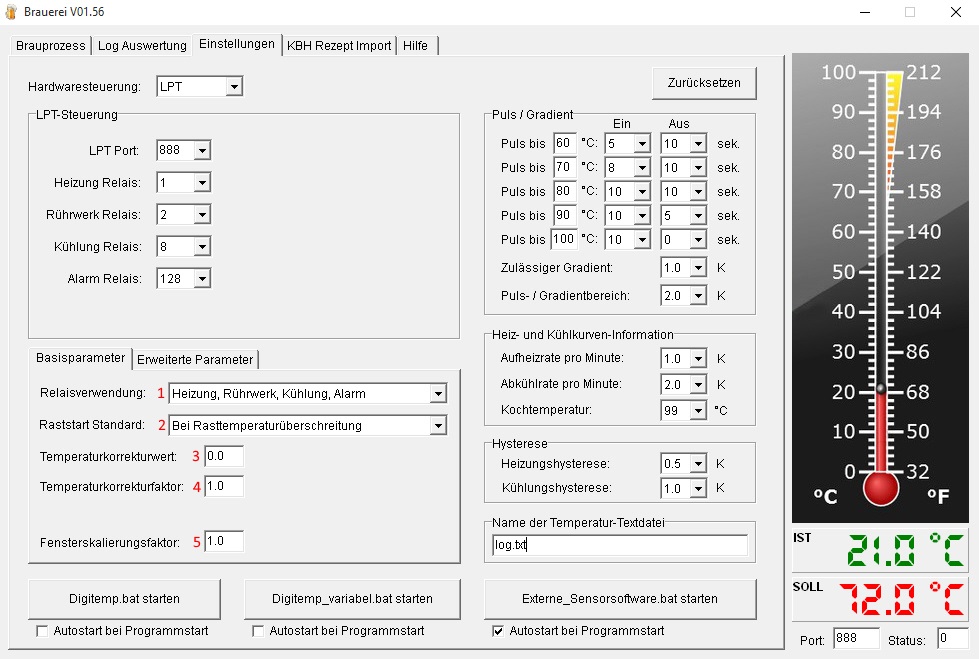 Brauerei V01.56
Brauprozess Log Auswertung Einstellungen KBH Rezept Import Hilfe
Hardwaresteuerung: LPT
Zurücksetzen
LPT-Steuerung
LPT Port: 888
Heizung Relais: 1
Rührwerk Relais: 2
Kühlung Relais: 8
Alarm Relais: 128
Basisparameter Erweiterte Parameter
Relaisverwendung: 1 Heizung, Rührwerk, Kühlung, Alarm
Raststart Standard: 2 Bei Rasttemperaturüberschreitung
Temperaturkorrekturwert: 3 0.0
Temperaturkorrekturfaktor: 4 1.0
Fensterskalierungsfaktor: 5 1.0
Puls / Gradient
Ein Aus
Puls bis 60 °C: 5 10 sek.
Puls bis 70 °C: 8 10 sek.
Puls bis 80 °C: 10 10 sek.
Puls bis 90 °C: 10 5 sek.
Puls bis 100 °C: 10 0 sek.
Zulässiger Gradient: 1.0 K
Puls- / Gradientbereich: 2.0 K
Heiz- und Kühlkurven-Information
Aufheizrate pro Minute: 1.0 K
Abkühlrate pro Minute: 2.0 K
Kochtemperatur: 99 °C
Hysterese
Heizungshysterese: 0.5 K
Kühlungshysterese: 1.0 K
Name der Temperatur-Textdatei
log.txt
Digitemp.bat starten
Autostart bei Programmstart
Digitemp_variabel.bat starten
Autostart bei Programmstart
Externe_Sensorsoftware.bat starten
Autostart bei Programmstart
100 212
90 194
80 176
70 158
60 140
50 122
40 104
30 86
20 68
10 50
0 32
°C °F
IST 21.0 °C
SOLL 72.0 °C
Port: 888 Status: 0